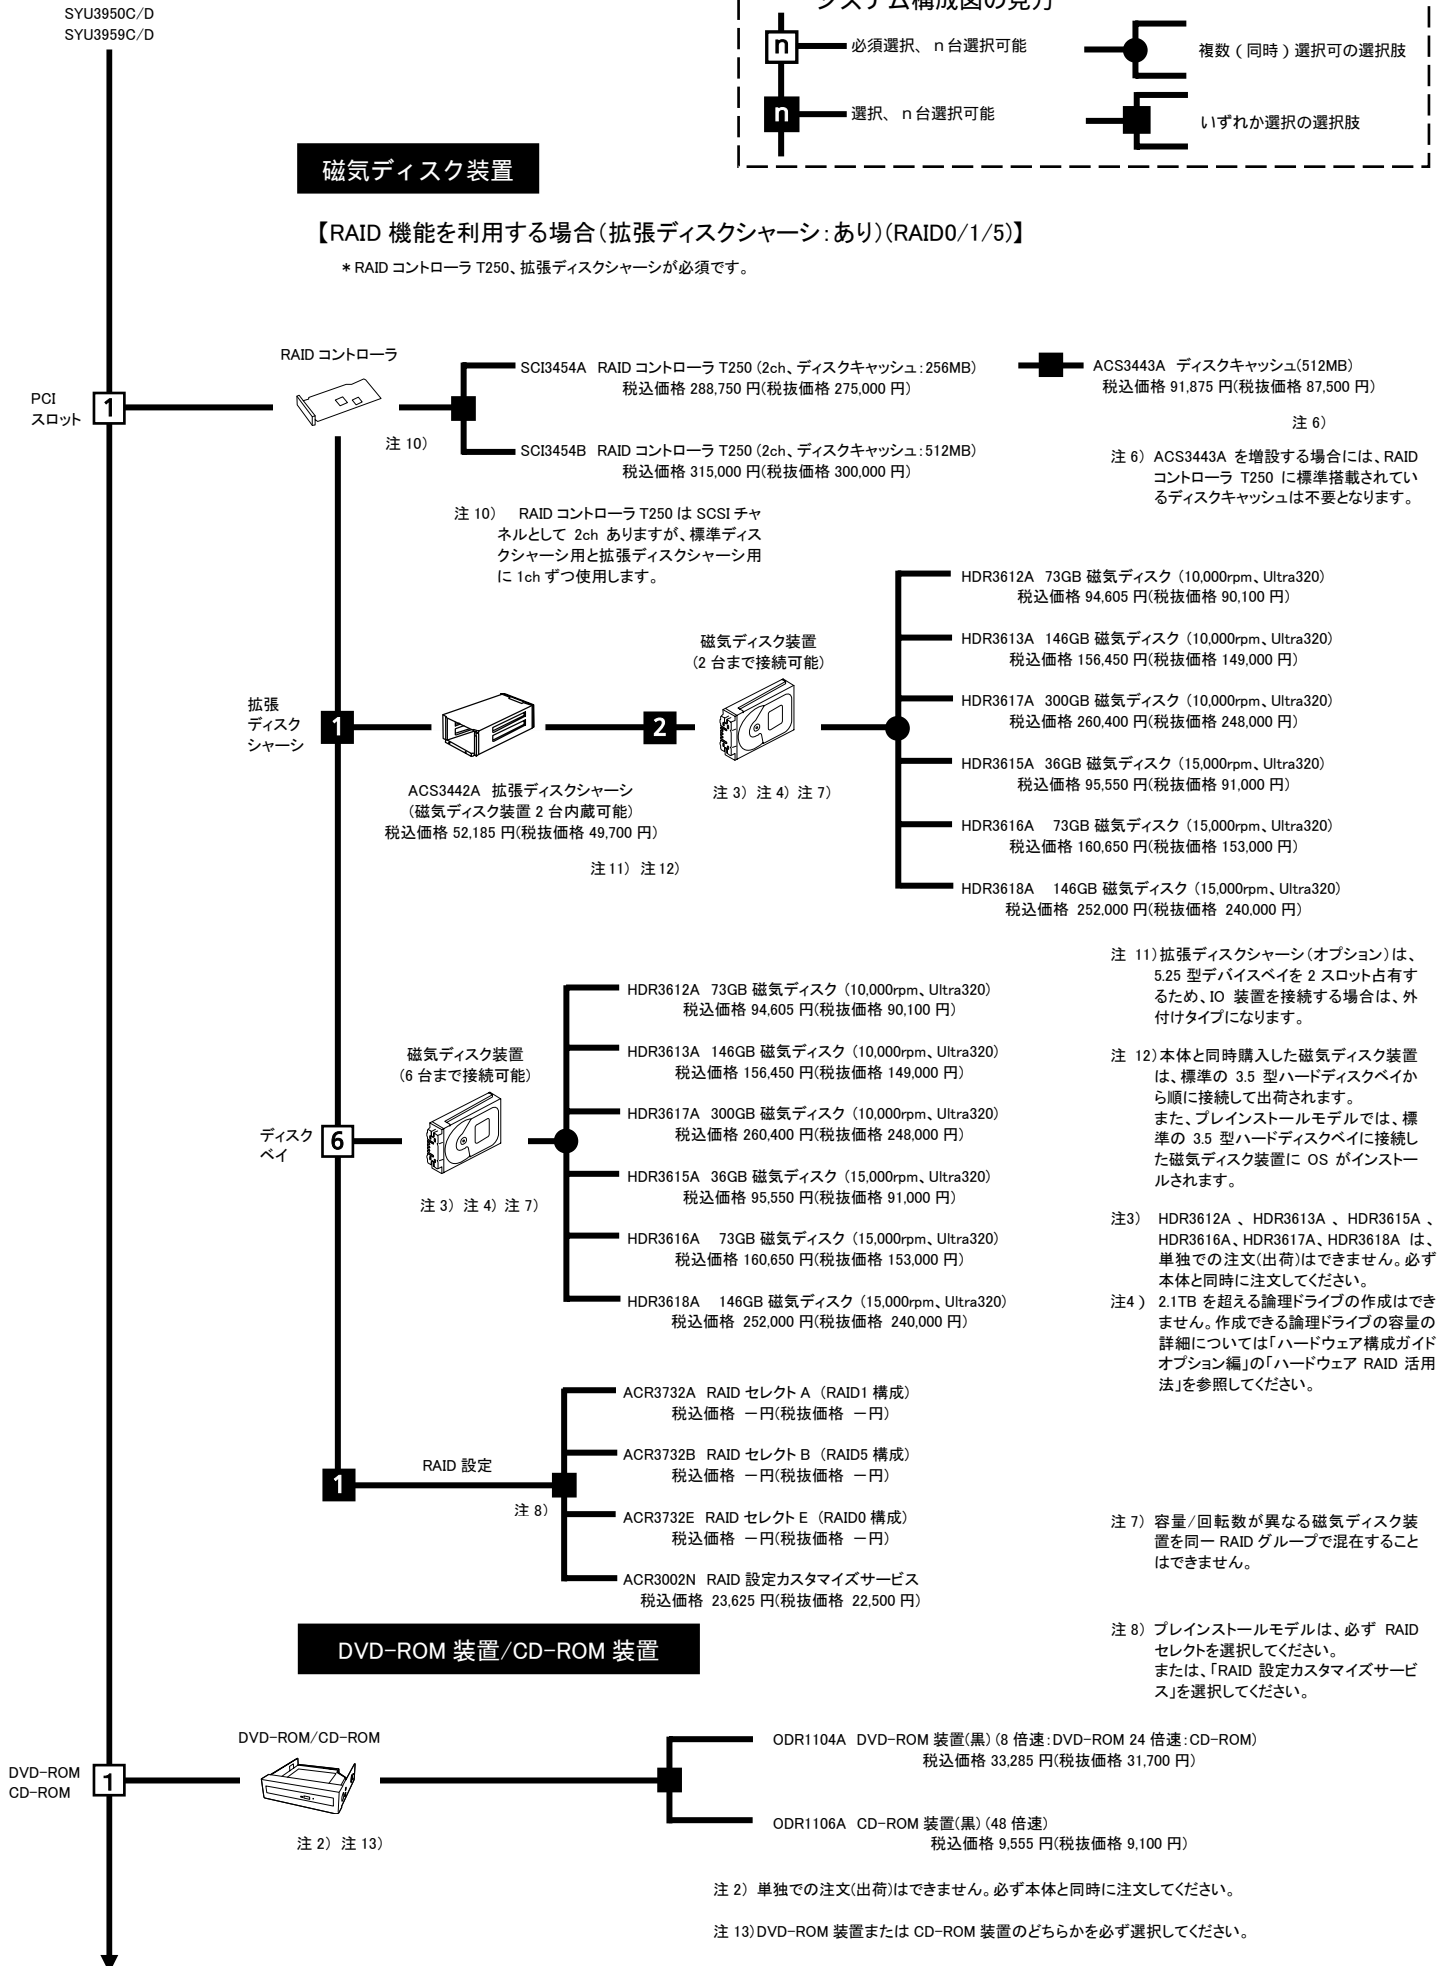 SYU3950C/D
SYU3959C/D
n 必須選択、n台選択可能
複数(同時)選択可の選択肢
n 選択、n台選択可能
いずれか選択の選択肢
磁気ディスク装置
【RAID 機能を利用する場合(拡張ディスクシャーシ:あり)(RAID0/1/5)】
*RAID コントローラ T250、拡張ディスクシャーシが必須です。
RAID コントローラ
PCI
スロット
1
注 10)
SCI3454A RAID コントローラ T250 (2ch、ディスクキャッシュ:256MB)
税込価格 288,750 円(税抜価格 275,000 円)
SCI3454B RAID コントローラ T250 (2ch、ディスクキャッシュ:512MB)
税込価格 315,000 円(税抜価格 300,000 円)
ACS3443A ディスクキャッシュ(512MB)
税込価格 91,875 円(税抜価格 87,500 円)
注 6)
注 6) ACS3443A を増設する場合には、RAID
コントローラ T250 に標準搭載されてい
るディスクキャッシュは不要となります。
注 10) RAID コントローラ T250 は SCSI チャ
ネルとして 2ch ありますが、標準ディス
クシャーシ用と拡張ディスクシャーシ用
に 1ch ずつ使用します。
拡張
ディスク
シャーシ
1
ACS3442A 拡張ディスクシャーシ
(磁気ディスク装置 2 台内蔵可能)
税込価格 52,185 円(税抜価格 49,700 円)
注 11) 注 12)
2
磁気ディスク装置
(2 台まで接続可能)
注 3) 注 4) 注 7)
HDR3612A 73GB 磁気ディスク (10,000rpm、Ultra320)
税込価格 94,605 円(税抜価格 90,100 円)
HDR3613A 146GB 磁気ディスク (10,000rpm、Ultra320)
税込価格 156,450 円(税抜価格 149,000 円)
HDR3617A 300GB 磁気ディスク (10,000rpm、Ultra320)
税込価格 260,400 円(税抜価格 248,000 円)
HDR3615A 36GB 磁気ディスク (15,000rpm、Ultra320)
税込価格 95,550 円(税抜価格 91,000 円)
HDR3616A 73GB 磁気ディスク (15,000rpm、Ultra320)
税込価格 160,650 円(税抜価格 153,000 円)
HDR3618A 146GB 磁気ディスク (15,000rpm、Ultra320)
税込価格 252,000 円(税抜価格 240,000 円)
注 11)拡張ディスクシャーシ(オプション)は、
5.25 型デバイスベイを 2 スロット占有す
るため、IO 装置を接続する場合は、外
付けタイプになります。
注 12)本体と同時購入した磁気ディスク装置
は、標準の 3.5 型ハードディスクベイか
ら順に接続して出荷されます。
また、プレインストールモデルでは、標
準の 3.5 型ハードディスクベイに接続し
た磁気ディスク装置に OS がインストー
ルされます。
注3) HDR3612A 、HDR3613A 、HDR3615A 、
HDR3616A、HDR3617A、HDR3618A は、
単独での注文(出荷)はできません。必ず
本体と同時に注文してください。
注4 ) 2.1TB を超える論理ドライブの作成はでき
ません。作成できる論理ドライブの容量の
詳細については「ハードウェア構成ガイド
オプション編」の「ハードウェア RAID 活用
法」を参照してください。
ディスク
ベイ
6
磁気ディスク装置
(6 台まで接続可能)
注 3) 注 4) 注 7)
HDR3612A 73GB 磁気ディスク (10,000rpm、Ultra320)
税込価格 94,605 円(税抜価格 90,100 円)
HDR3613A 146GB 磁気ディスク (10,000rpm、Ultra320)
税込価格 156,450 円(税抜価格 149,000 円)
HDR3617A 300GB 磁気ディスク (10,000rpm、Ultra320)
税込価格 260,400 円(税抜価格 248,000 円)
HDR3615A 36GB 磁気ディスク (15,000rpm、Ultra320)
税込価格 95,550 円(税抜価格 91,000 円)
HDR3616A 73GB 磁気ディスク (15,000rpm、Ultra320)
税込価格 160,650 円(税抜価格 153,000 円)
HDR3618A 146GB 磁気ディスク (15,000rpm、Ultra320)
税込価格 252,000 円(税抜価格 240,000 円)
1
RAID 設定
注 8)
ACR3732A RAID セレクト A (RAID1 構成)
税込価格 -円(税抜価格 -円)
ACR3732B RAID セレクト B (RAID5 構成)
税込価格 -円(税抜価格 -円)
ACR3732E RAID セレクト E (RAID0 構成)
税込価格 -円(税抜価格 -円)
ACR3002N RAID 設定カスタマイズサービス
税込価格 23,625 円(税抜価格 22,500 円)
注 7) 容量/回転数が異なる磁気ディスク装
置を同一 RAID グループで混在すること
はできません。
注 8) プレインストールモデルは、必ず RAID
セレクトを選択してください。
または、「RAID 設定カスタマイズサービ
ス」を選択してください。
DVD-ROM 装置/CD-ROM 装置
DVD-ROM/CD-ROM
DVD-ROM
CD-ROM
1
注 2) 注 13)
ODR1104A DVD-ROM 装置(黒) (8 倍速:DVD-ROM 24 倍速:CD-ROM)
税込価格 33,285 円(税抜価格 31,700 円)
ODR1106A CD-ROM 装置(黒) (48 倍速)
税込価格 9,555 円(税抜価格 9,100 円)
注 2) 単独での注文(出荷)はできません。必ず本体と同時に注文してください。
注 13)DVD-ROM 装置または CD-ROM 装置のどちらかを必ず選択してください。